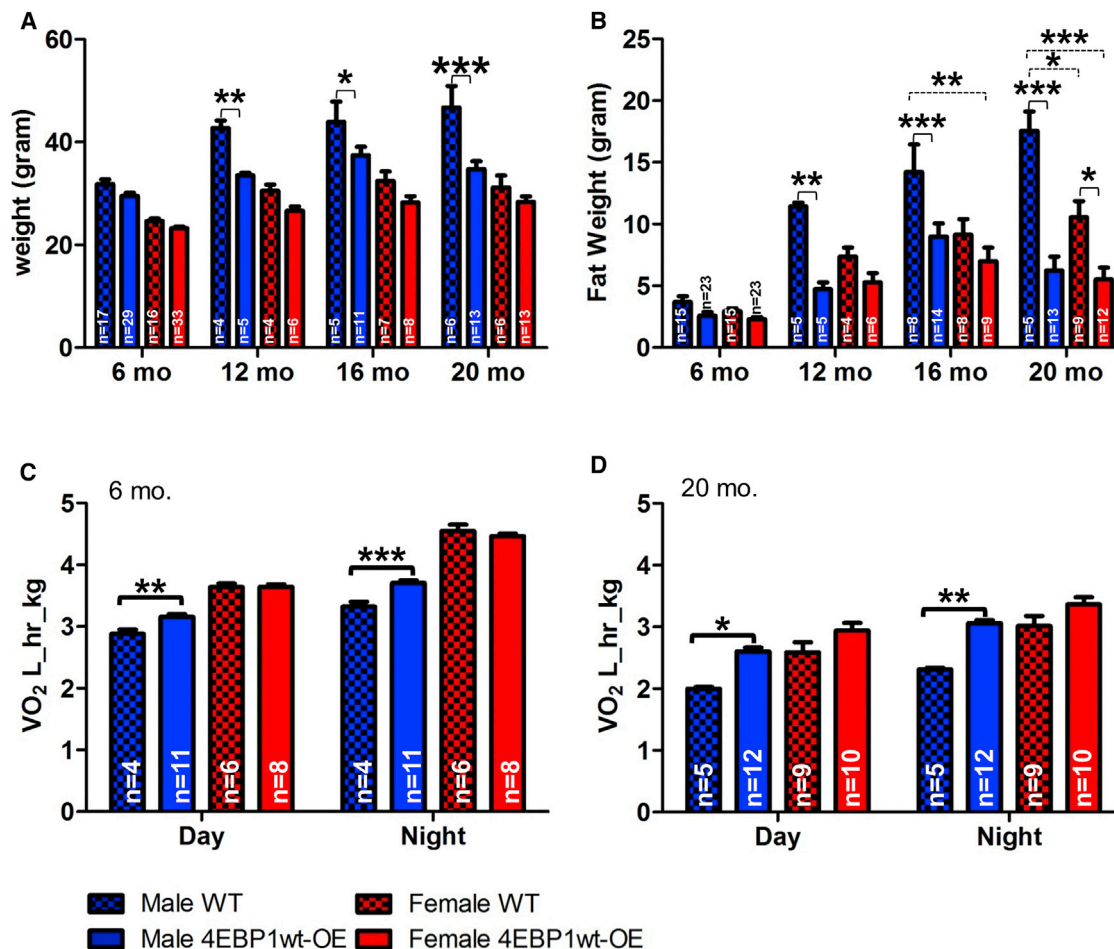 A
weight (gram)
60
40
20
0
**
*
***
n=17
n=29
n=16
n=33
n=4
n=5
n=4
n=6
n=5
n=11
n=7
n=8
n=6
n=13
n=6
n=13
6 mo
12 mo
16 mo
20 mo
B
Fat Weight (gram)
25
20
15
10
5
0
**
**
***
***
*
***
*
n=15
n=23
n=15
n=23
n=5
n=5
n=4
n=6
n=8
n=14
n=8
n=9
n=5
n=13
n=9
n=12
6 mo
12 mo
16 mo
20 mo
C
6 mo.
VO2 L_hr_kg
5
4
3
2
1
0
**
***
n=4
n=11
n=6
n=8
n=4
n=11
n=6
n=8
Day
Night
D
20 mo.
VO2 L_hr_kg
5
4
3
2
1
0
*
**
n=5
n=12
n=9
n=10
n=5
n=12
n=9
n=10
Day
Night
Male WT
Female WT
Male 4EBP1wt-OE
Female 4EBP1wt-OE